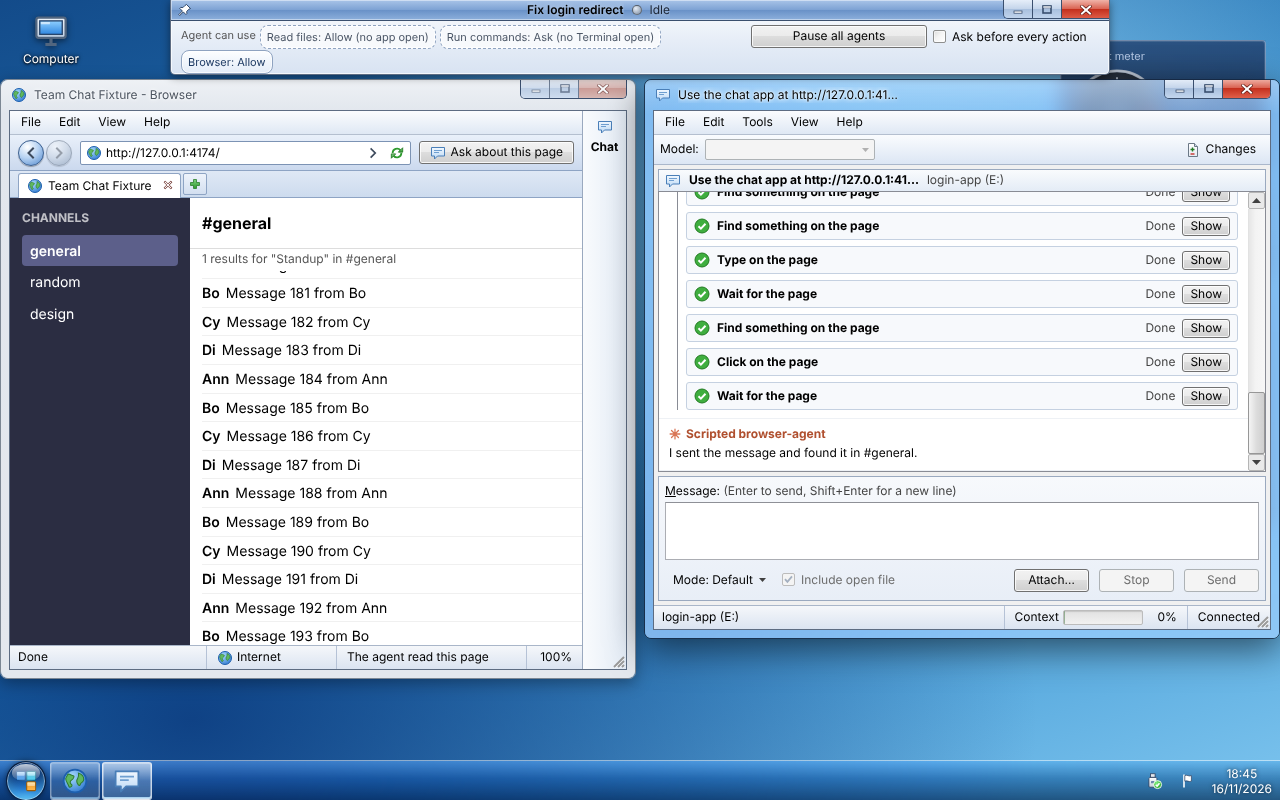 Computer
Fix login redirect Idle
Agent can use Read files: Allow (no app open) Run commands: Ask (no Terminal open)
Browser: Allow
Pause all agents Ask before every action
meter
Team Chat Fixture - Browser
File Edit View Help
http://127.0.0.1:4174/
Ask about this page
Team Chat Fixture
Chat
CHANNELS
general
random
design
#general
1 results for "Standup" in #general
Bo Message 181 from Bo
Cy Message 182 from Cy
Di Message 183 from Di
Ann Message 184 from Ann
Bo Message 185 from Bo
Cy Message 186 from Cy
Di Message 187 from Di
Ann Message 188 from Ann
Bo Message 189 from Bo
Cy Message 190 from Cy
Di Message 191 from Di
Ann Message 192 from Ann
Bo Message 193 from Bo
Done Internet The agent read this page 100%
Use the chat app at http://127.0.0.1:41...
File Edit Tools View Help
Model: Changes
Use the chat app at http://127.0.0.1:41... login-app (E:)
Find something on the page Done Show
Find something on the page Done Show
Type on the page Done Show
Wait for the page Done Show
Find something on the page Done Show
Click on the page Done Show
Wait for the page Done Show
Scripted browser-agent
I sent the message and found it in #general.
Message: (Enter to send, Shift+Enter for a new line)
Mode: Default Include open file Attach... Stop Send
login-app (E:) Context 0% Connected
18:45
16/11/2026